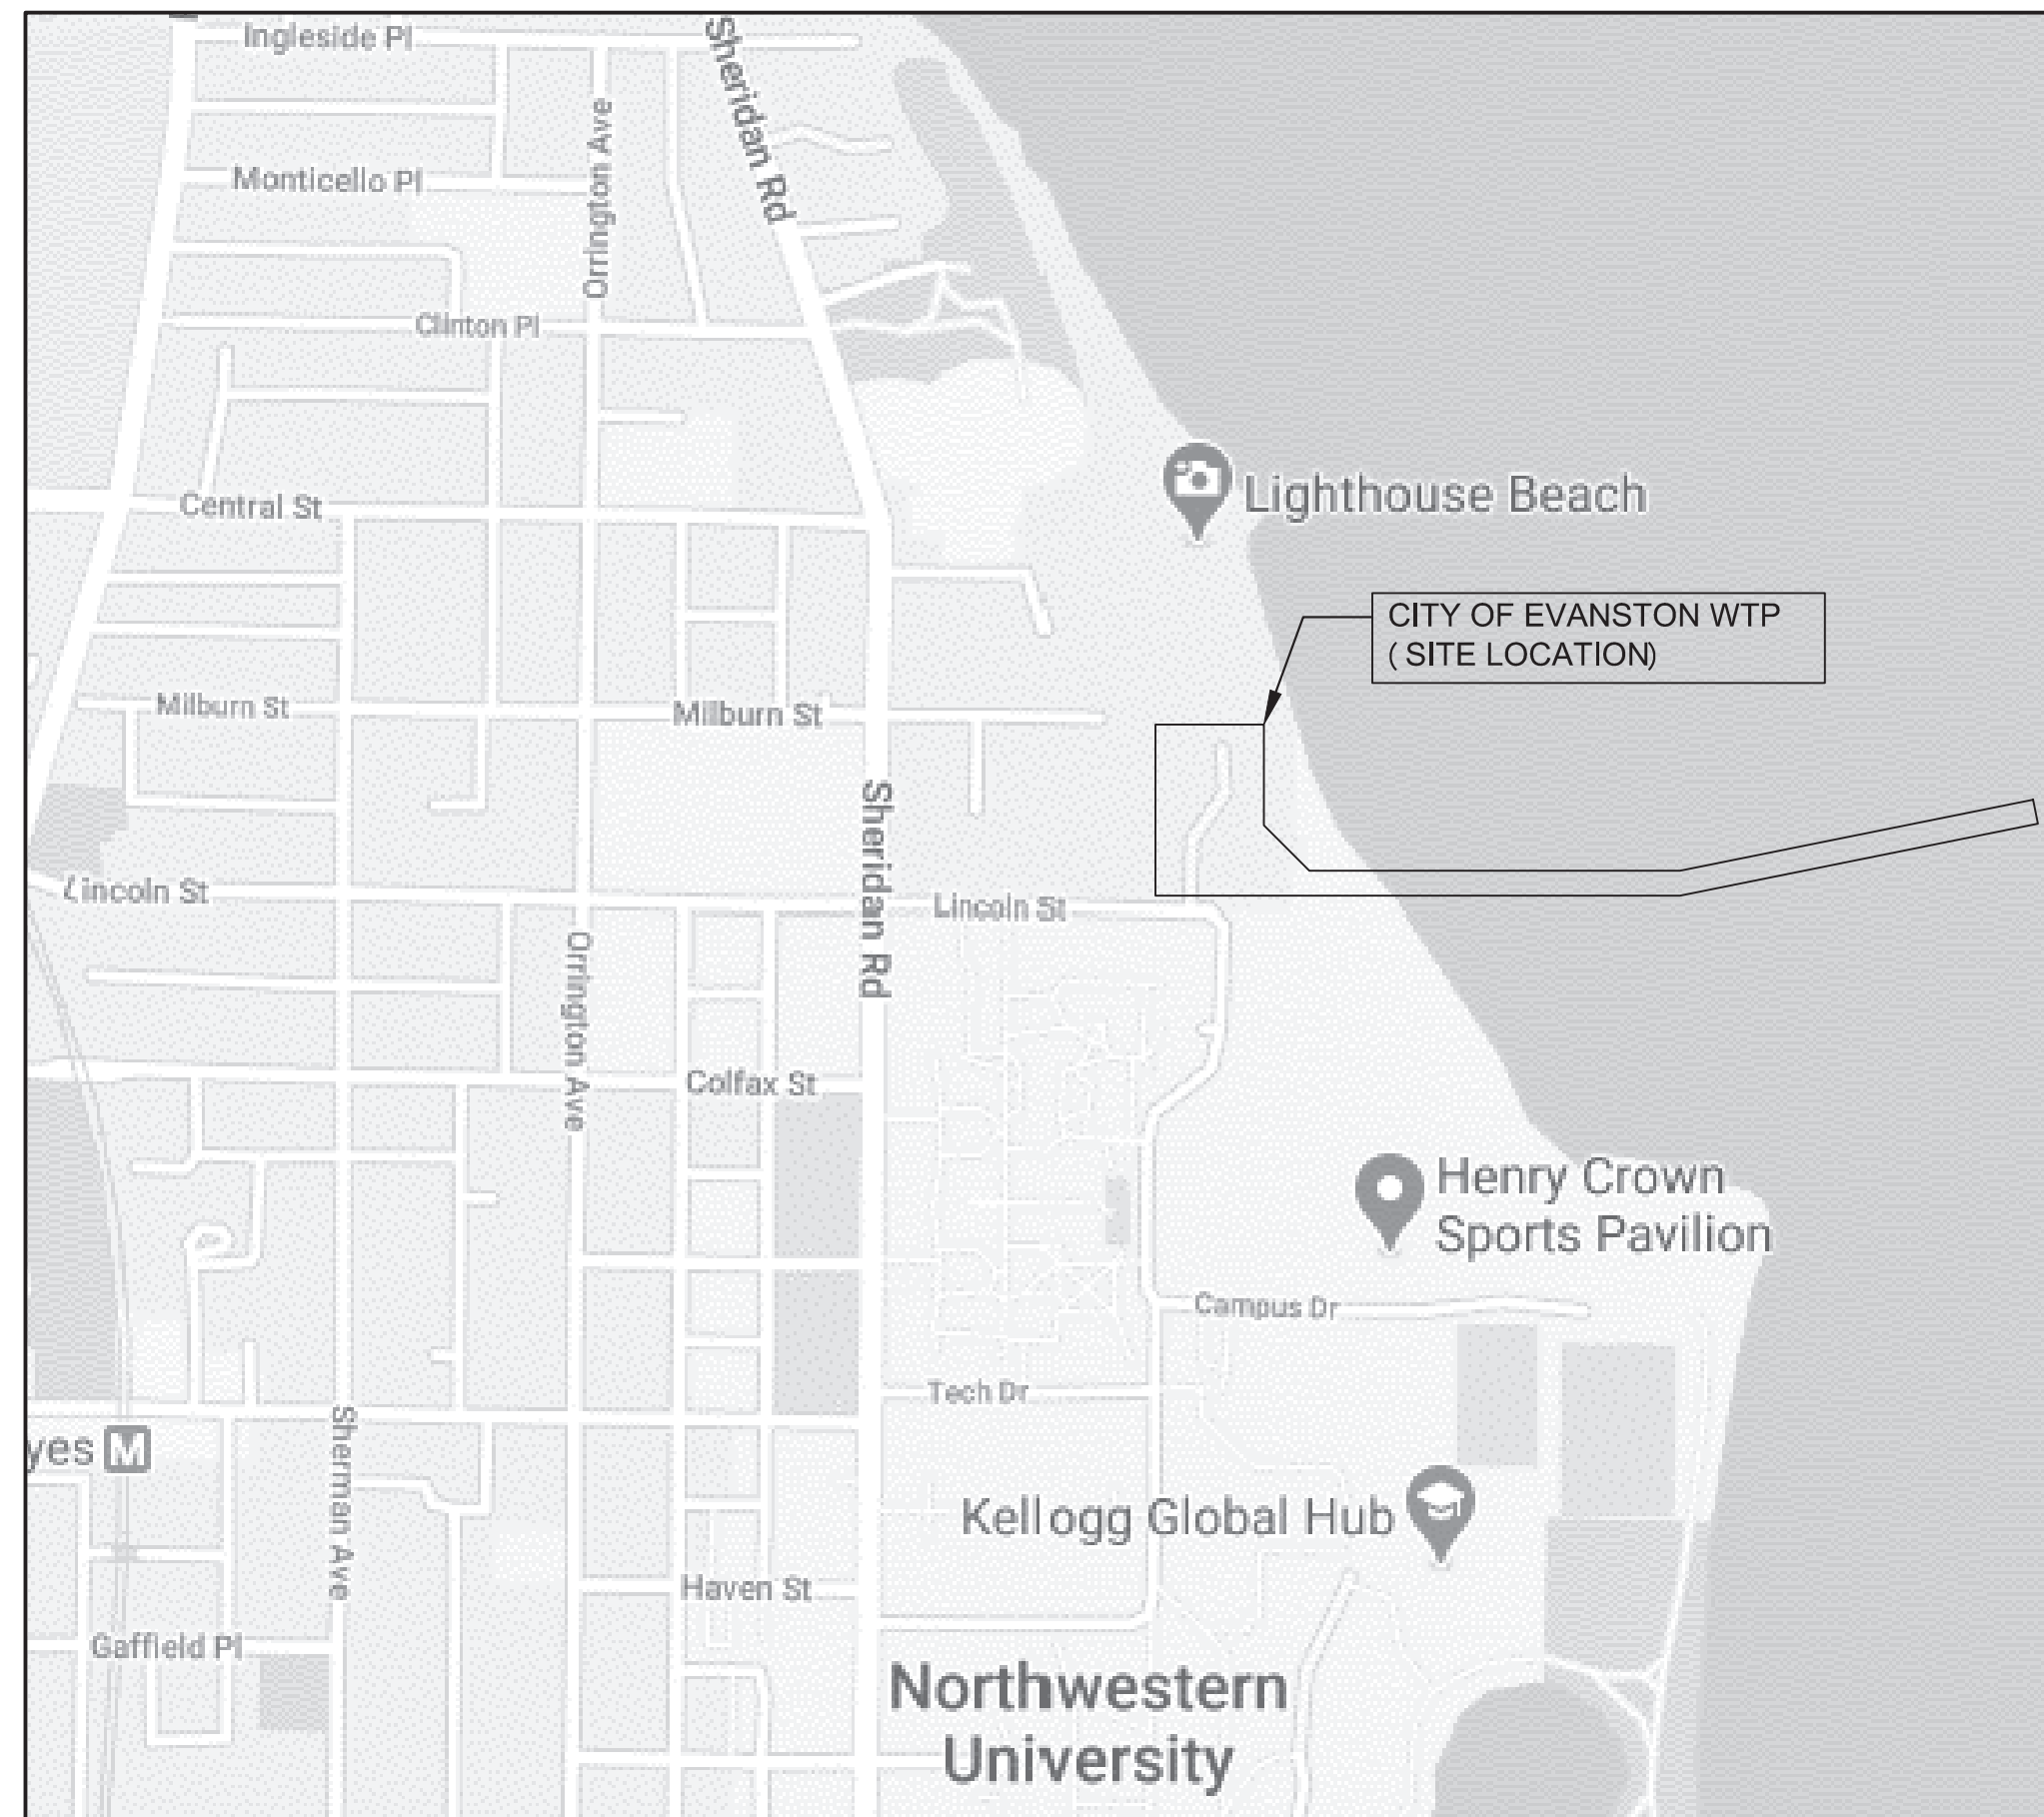 Ingleside Pl
Sheridan Rd
Orrington Ave
Monticello Pl
Clinton Pl
Lighthouse Beach
Central St
CITY OF EVANSTON WTP
( SITE LOCATION)
Milburn St
Milburn St
Sheridan Rd
Lincoln St
Lincoln St
Orrington Ave
Colfax St
Henry Crown
Sports Pavilion
Campus Dr
Tech Dr
yes M
Sherman Ave
Kellogg Global Hub
Haven St
Gaffield Pl
Northwestern
University